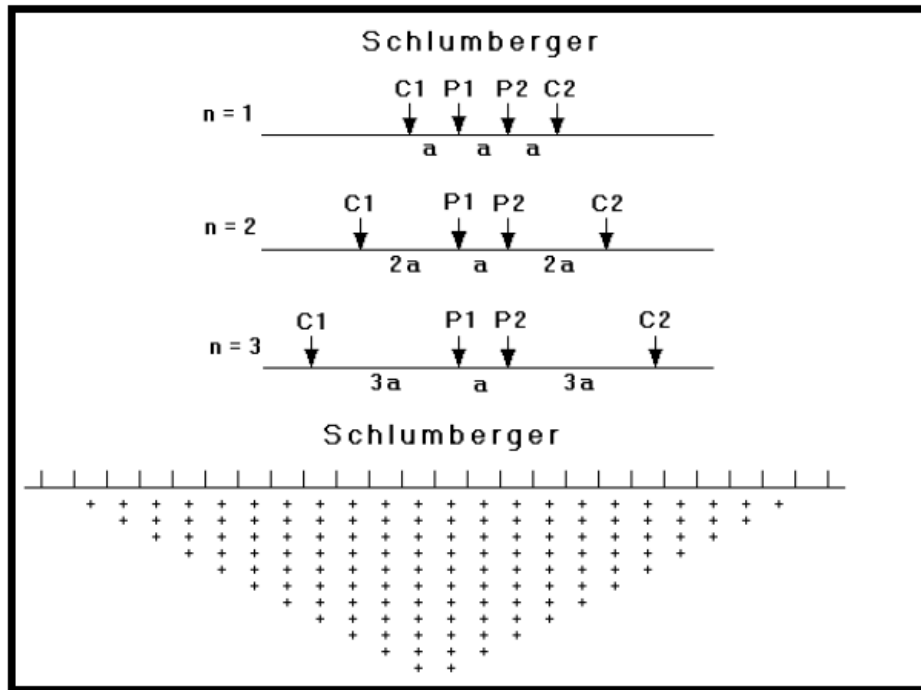 Schlumberger
C1 P1 P2 C2
n = 1
a a a
C1 P1 P2 C2
n = 2
2a a 2a
C1 P1 P2 C2
n = 3
3a a 3a
Schlumberger